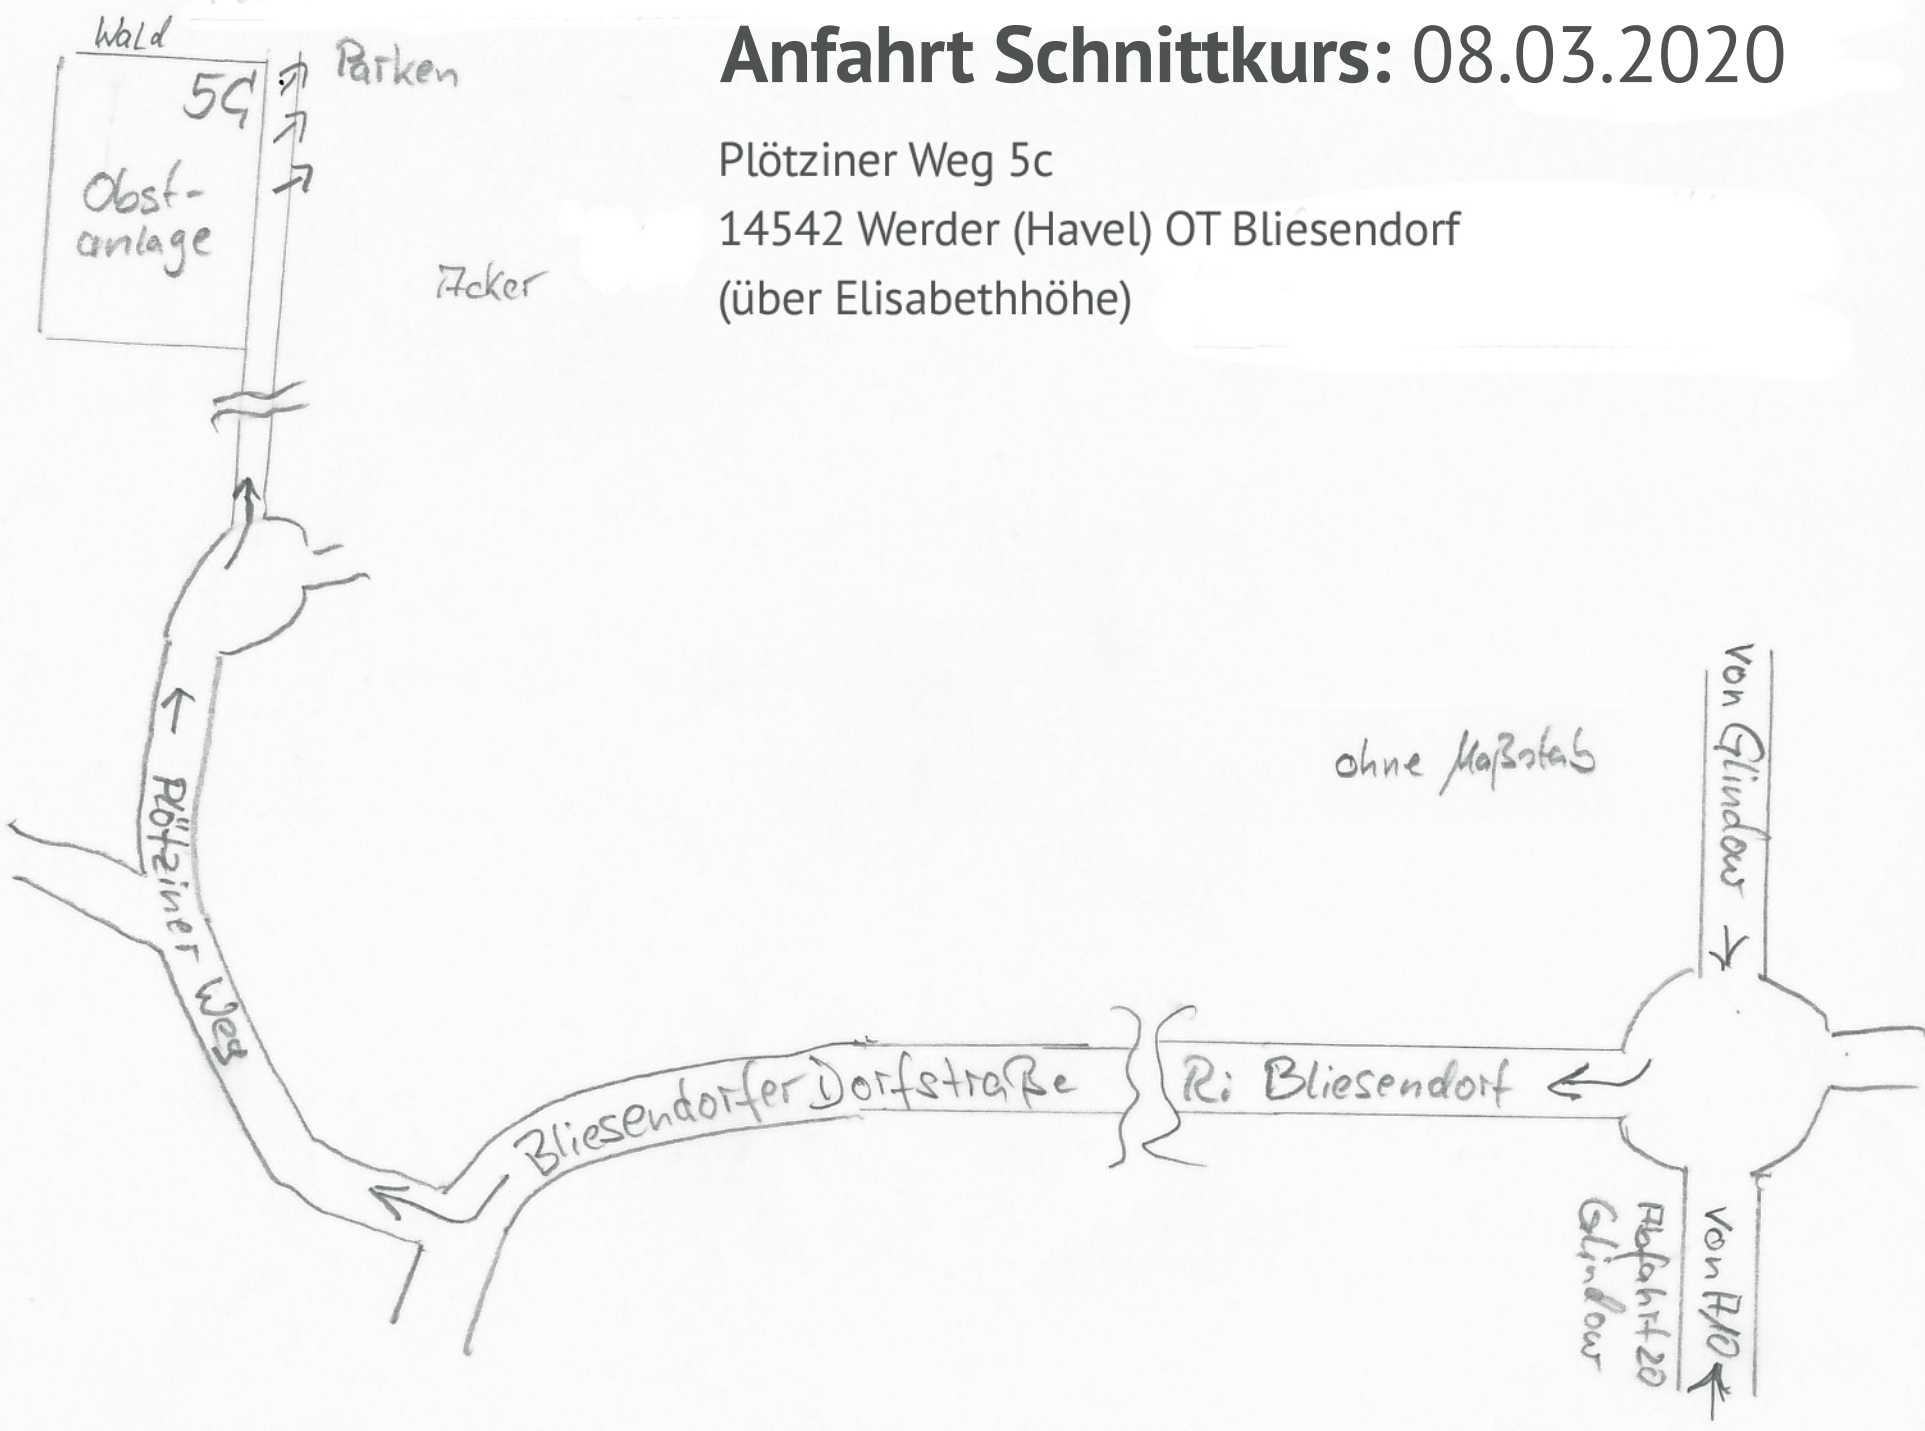 Anfahrt Schnittkurs: 08.03.2020
Plötziner Weg 5c
14542 Werder (Havel) OT Bliesendorf
(über Elisabethhöhe)
Wald
5C
Parken
Obst-
anlage
Acker
ohne Maßstab
von Glindow
Plötziner Weg
Bliesendorfer Dorfstraße
Ri Bliesendorf
von A10
Abfahrt 20
Glindow